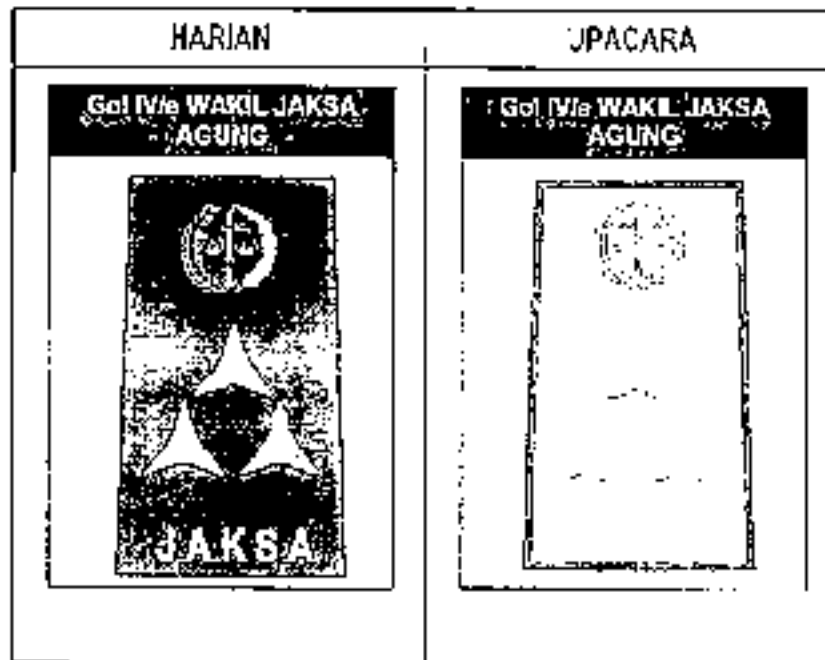 HARIAN
UPACARA
Gol IV/e WAKIL JAKSA
AGUNG
Gol IV/e WAKIL JAKSA
AGUNG
JAKSA